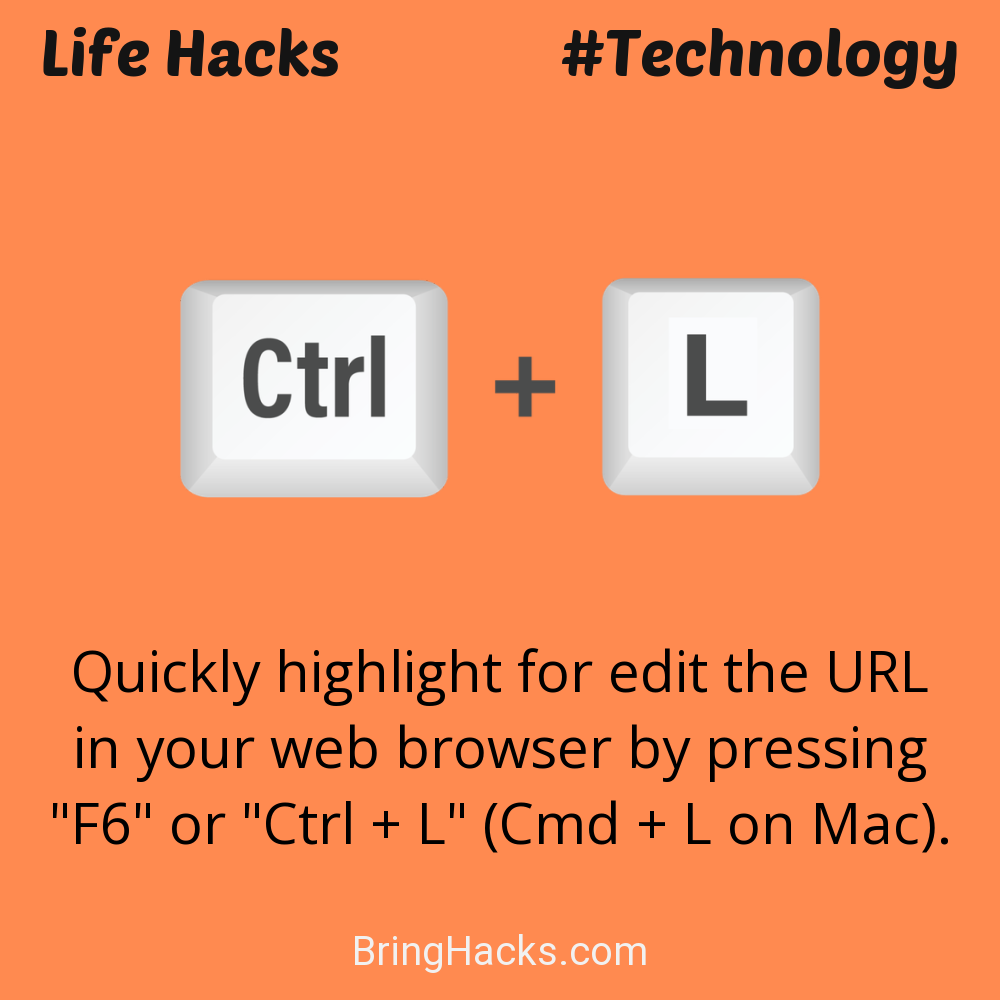 Life Hacks #Technology
Ctrl + L
Quickly highlight for edit the URL
in your web browser by pressing
"F6" or "Ctrl + L" (Cmd + L on Mac).
BringHacks.com